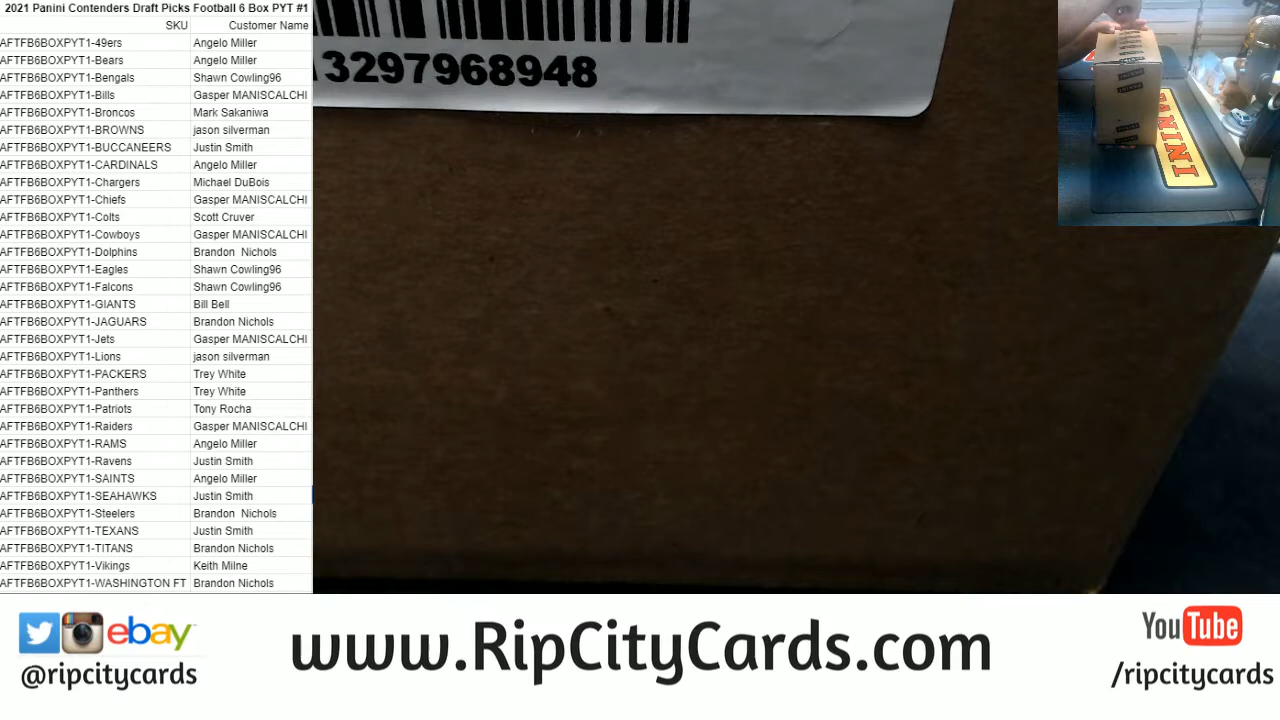 2021 Panini Contenders Draft Picks Football 6 Box PYT #1
SKU Customer Name
AFTFB6BOXPYT1-49ers Angelo Miller
AFTFB6BOXPYT1-Bears Angelo Miller
AFTFB6BOXPYT1-Bengals Shawn Cowling96
AFTFB6BOXPYT1-Bills Gasper MANISCALCHI
AFTFB6BOXPYT1-Broncos Mark Sakaniwa
AFTFB6BOXPYT1-BROWNS jason silverman
AFTFB6BOXPYT1-BUCCANEERS Justin Smith
AFTFB6BOXPYT1-CARDINALS Angelo Miller
AFTFB6BOXPYT1-Chargers Michael DuBois
AFTFB6BOXPYT1-Chiefs Gasper MANISCALCHI
AFTFB6BOXPYT1-Colts Scott Cruver
AFTFB6BOXPYT1-Cowboys Gasper MANISCALCHI
AFTFB6BOXPYT1-Dolphins Brandon  Nichols
AFTFB6BOXPYT1-Eagles Shawn Cowling96
AFTFB6BOXPYT1-Falcons Shawn Cowling96
AFTFB6BOXPYT1-GIANTS Bill Bell
AFTFB6BOXPYT1-JAGUARS Brandon Nichols
AFTFB6BOXPYT1-Jets Gasper MANISCALCHI
AFTFB6BOXPYT1-Lions jason silverman
AFTFB6BOXPYT1-PACKERS Trey White
AFTFB6BOXPYT1-Panthers Trey White
AFTFB6BOXPYT1-Patriots Tony Rocha
AFTFB6BOXPYT1-Raiders Gasper MANISCALCHI
AFTFB6BOXPYT1-RAMS Angelo Miller
AFTFB6BOXPYT1-Ravens Justin Smith
AFTFB6BOXPYT1-SAINTS Angelo Miller
AFTFB6BOXPYT1-SEAHAWKS Justin Smith
AFTFB6BOXPYT1-Steelers Brandon  Nichols
AFTFB6BOXPYT1-TEXANS Justin Smith
AFTFB6BOXPYT1-TITANS Brandon Nichols
AFTFB6BOXPYT1-Vikings Keith Milne
AFTFB6BOXPYT1-WASHINGTON FT Brandon Nichols
3297968948
PANINI
ebay
@ripcitycards
www.RipCityCards.com
YouTube
/ripcitycards